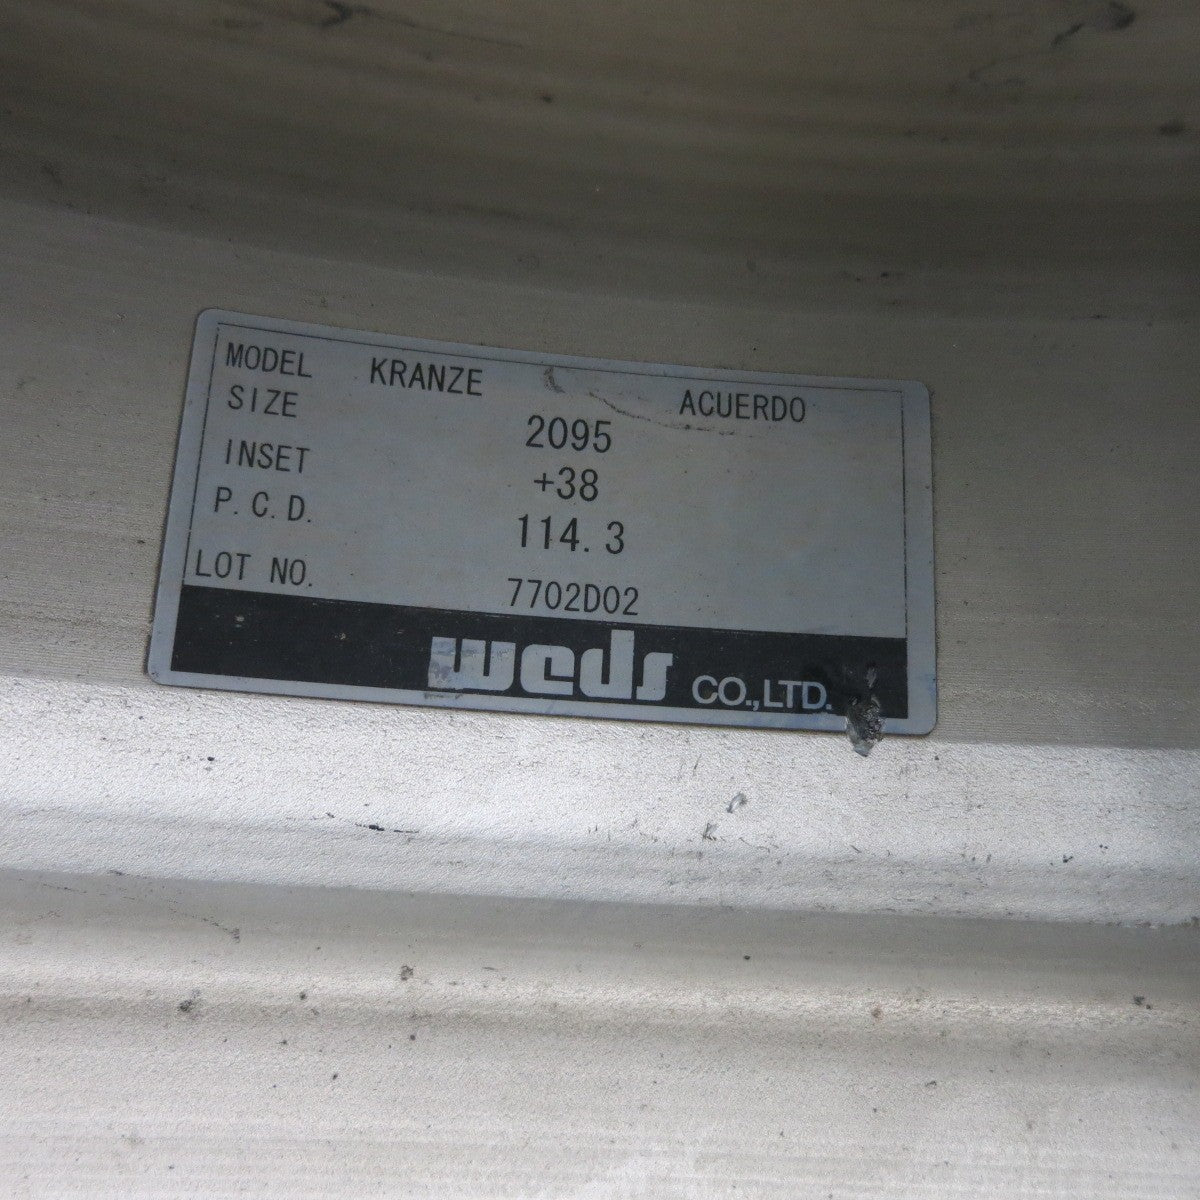 MODEL KRANZE ACUERDO
SIZE 2095
INSET +38
P.C.D. 114.3
LOT NO. 7702D02
weds CO.,LTD.